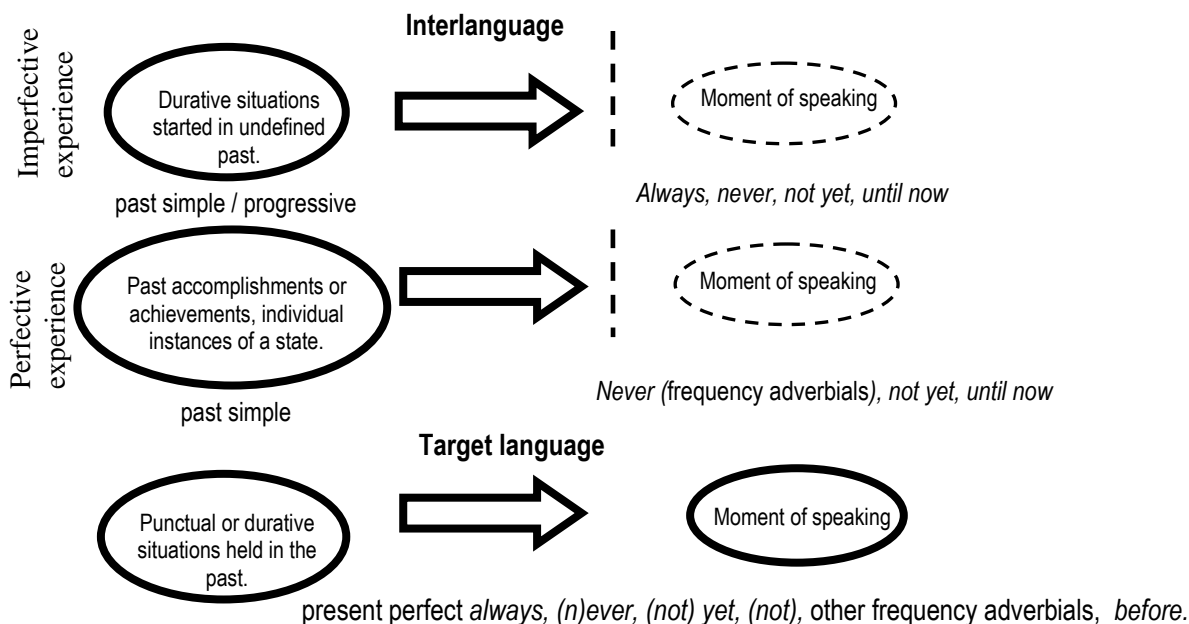 Interlanguage
Imperfective
experience
Durative situations
started in undefined
past.
Moment of speaking
past simple / progressive
Always, never, not yet, until now
Perfective
experience
Past accomplishments or
achievements, individual
instances of a state.
Moment of speaking
past simple
Never (frequency adverbials), not yet, until now
Target language
Punctual or durative
situations held in the
past.
Moment of speaking
present perfect always, (n)ever, (not) yet, (not), other frequency adverbials, before.